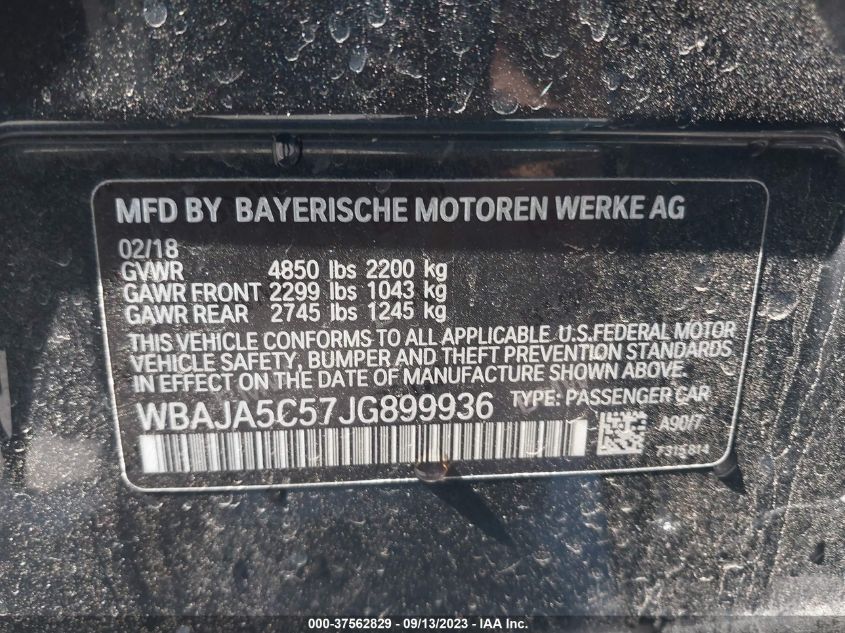 MFD BY BAYERISCHE MOTOREN WERKE AG
02/18
GVWR 4850 lbs 2200 kg
GAWR FRONT 2299 lbs 1043 kg
GAWR REAR 2745 lbs 1245 kg
THIS VEHICLE CONFORMS TO ALL APPLICABLE U.S.FEDERAL MOTOR
VEHICLE SAFETY, BUMPER AND THEFT PREVENTION STANDARDS
IN EFFECT ON THE DATE OF MANUFACTURE SHOWN ABOVE.
WBAJA5C57JG899936 TYPE: PASSENGER CAR
A90/7
7315814
000-37562829 - 09/13/2023 - IAA Inc.